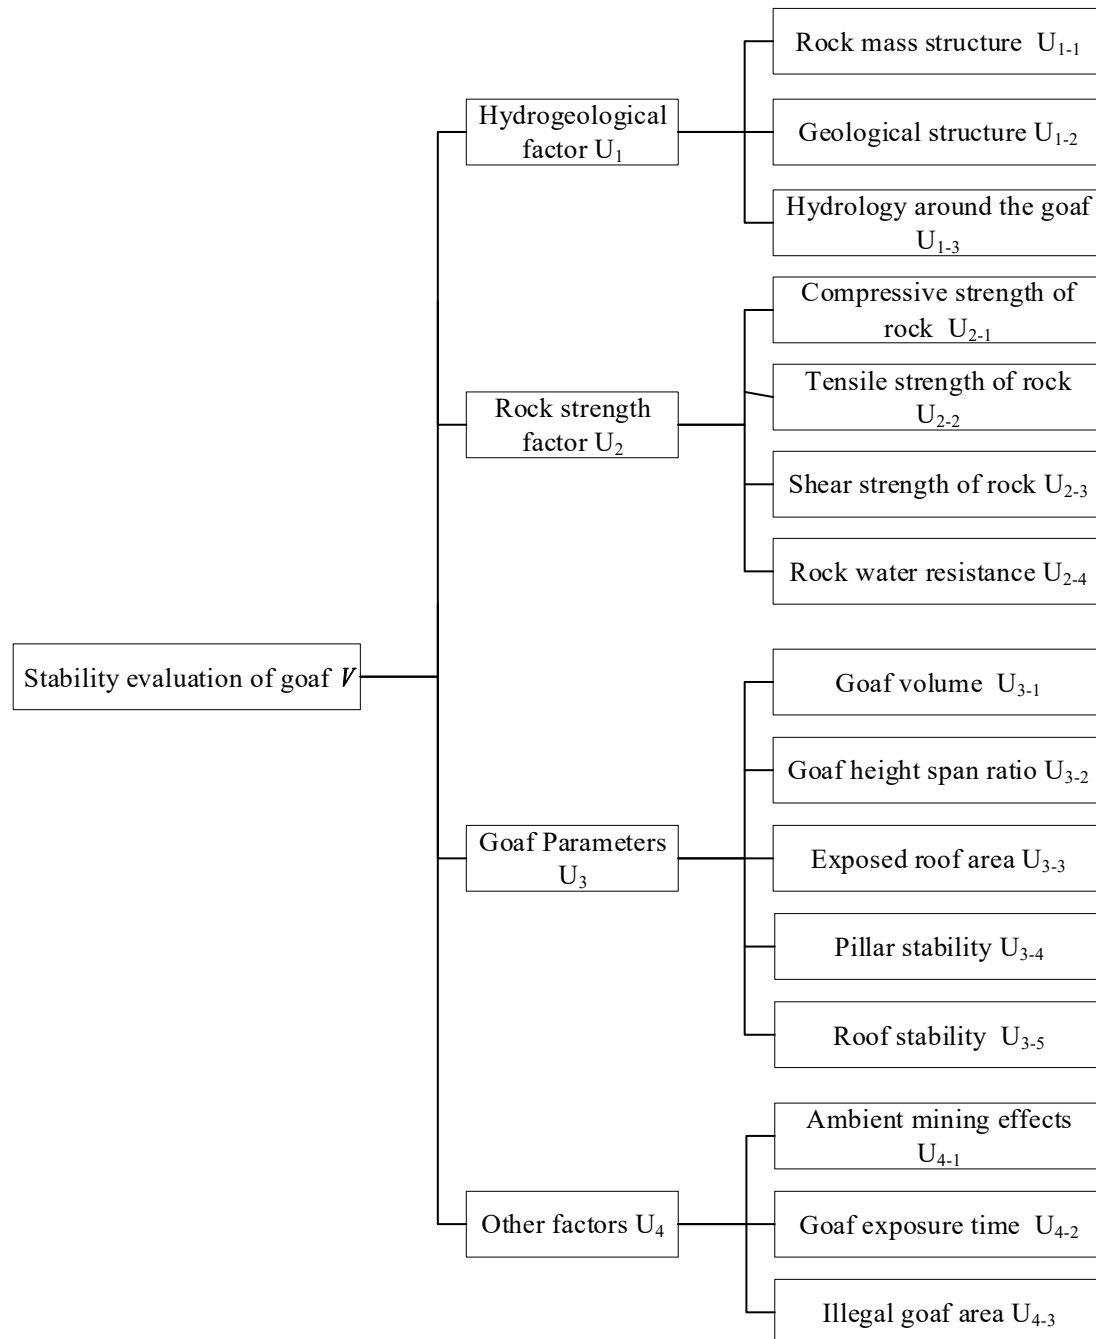 Stability evaluation of goaf V
Hydrogeological
factor U₁
Rock mass structure U₁₋₁
Geological structure U₁₋₂
Hydrology around the goaf
U₁₋₃
Rock strength
factor U₂
Compressive strength of
rock U₂₋₁
Tensile strength of rock
U₂₋₂
Shear strength of rock U₂₋₃
Rock water resistance U₂₋₄
Goaf Parameters
U₃
Goaf volume U₃₋₁
Goaf height span ratio U₃₋₂
Exposed roof area U₃₋₃
Pillar stability U₃₋₄
Roof stability U₃₋₅
Other factors U₄
Ambient mining effects
U₄₋₁
Goaf exposure time U₄₋₂
Illegal goaf area U₄₋₃